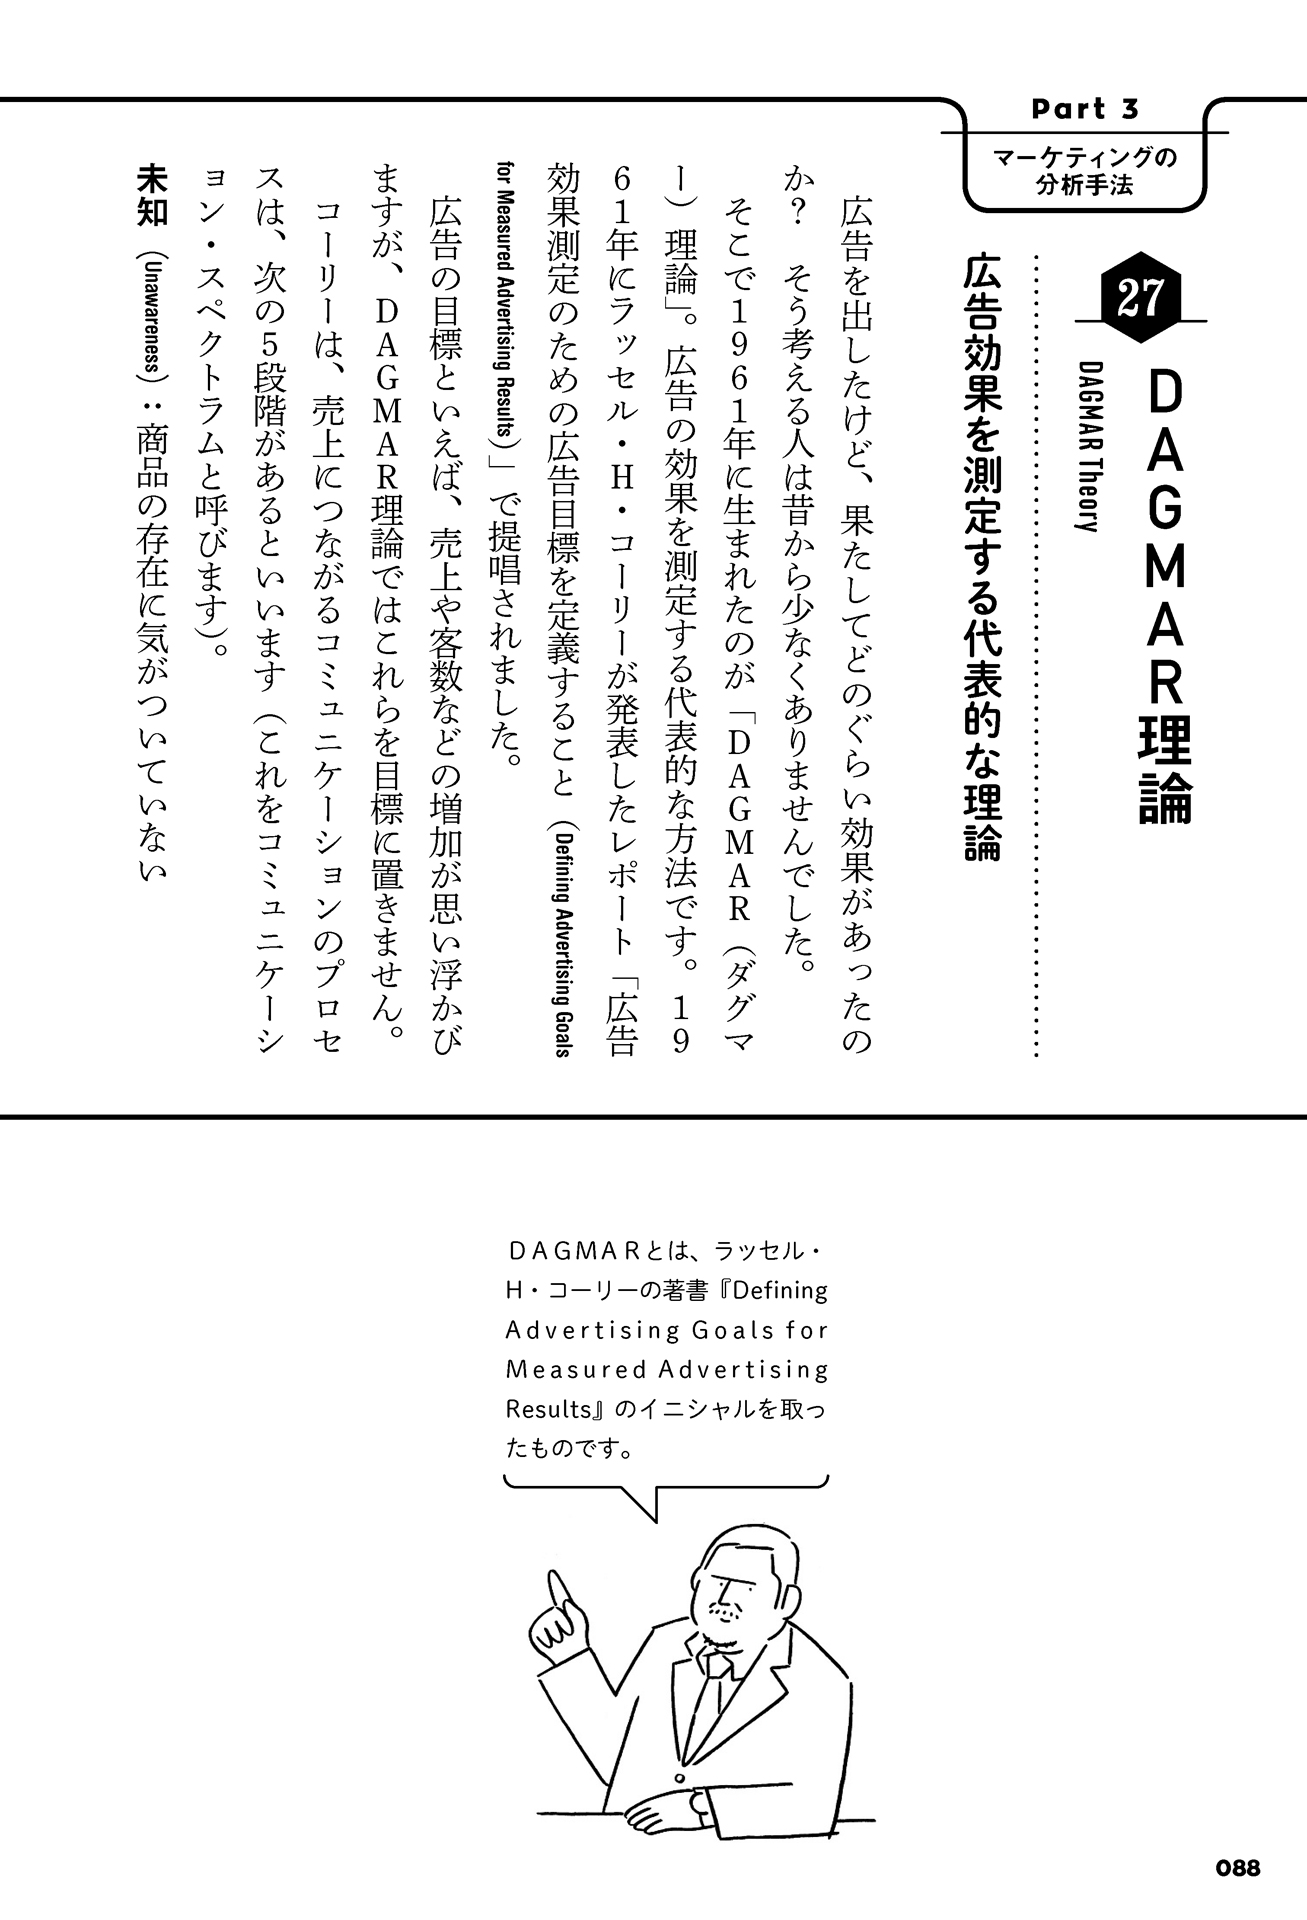 Part 3
マーケティングの
分析手法
27
DAGMAR理論
DAGMAR Theory
広告効果を測定する代表的な理論
広告を出したけど、果たしてどのぐらい効果があったの
か？　そう考える人は昔から少なくありませんでした。
そこで1961年に生まれたのが「DAGMAR（ダグマ
ー）理論」。広告の効果を測定する代表的な方法です。19
61年にラッセル・H・コーリーが発表したレポート「広告
効果測定のための広告目標を定義すること（Defining Advertising Goals
for Measured Advertising Results）」で提唱されました。
広告の目標といえば、売上や客数などの増加が思い浮かび
ますが、DAGMAR理論ではこれらを目標に置きません。
コーリーは、売上につながるコミュニケーションのプロセ
スは、次の5段階があるといいます（これをコミュニケーシ
ョン・スペクトラムと呼びます）。
未知（Unawareness）：商品の存在に気がついていない
DAGMARとは、ラッセル・
H・コーリーの著書『Defining
Advertising Goals for
Measured Advertising
Results』のイニシャルを取っ
たものです。
088